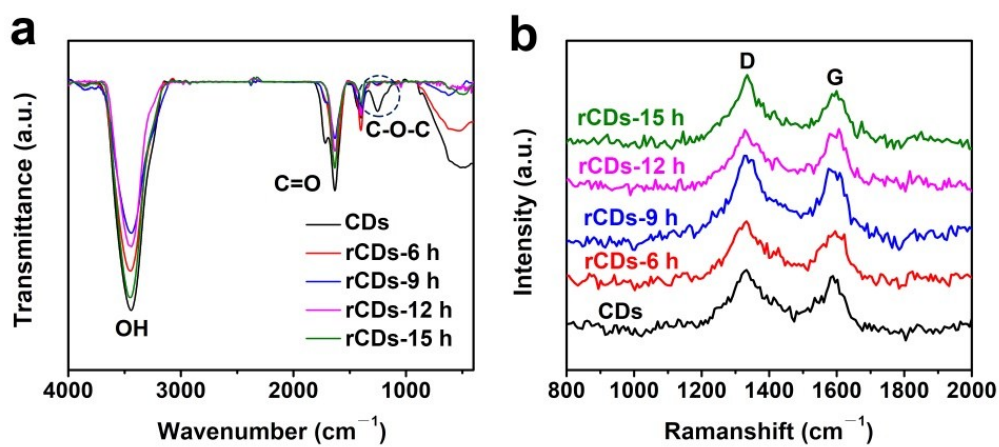 a
Transmittance (a.u.)
C-O-C
C=O
OH
CDs
rCDs-6 h
rCDs-9 h
rCDs-12 h
rCDs-15 h
4000 3000 2000 1000
Wavenumber (cm⁻¹)
b
Intensity (a.u.)
D G
rCDs-15 h
rCDs-12 h
rCDs-9 h
rCDs-6 h
CDs
800 1000 1200 1400 1600 1800 2000
Ramanshift (cm⁻¹)